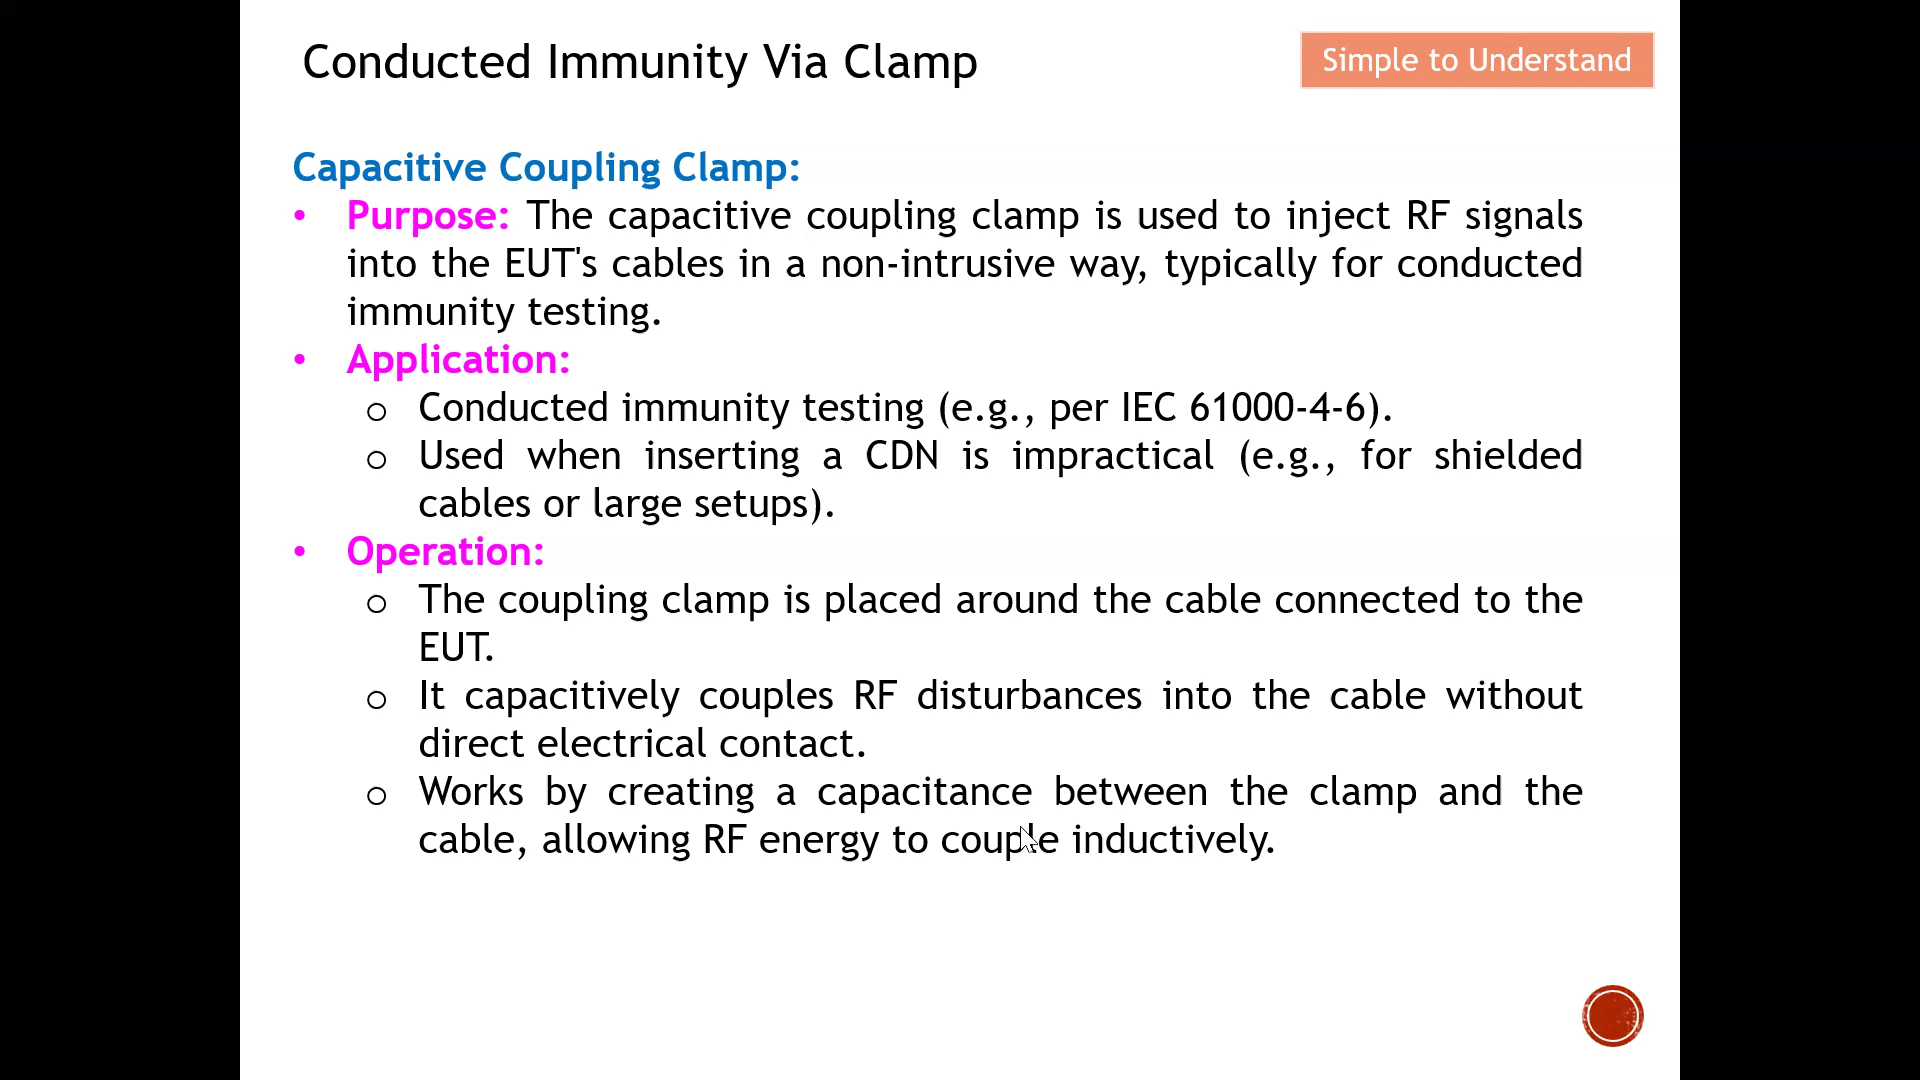 Conducted Immunity Via Clamp
Simple to Understand
Capacitive Coupling Clamp:
• Purpose: The capacitive coupling clamp is used to inject RF signals
into the EUT's cables in a non-intrusive way, typically for conducted
immunity testing.
• Application:
o Conducted immunity testing (e.g., per IEC 61000-4-6).
o Used when inserting a CDN is impractical (e.g., for shielded
cables or large setups).
• Operation:
o The coupling clamp is placed around the cable connected to the
EUT.
o It capacitively couples RF disturbances into the cable without
direct electrical contact.
o Works by creating a capacitance between the clamp and the
cable, allowing RF energy to couple inductively.